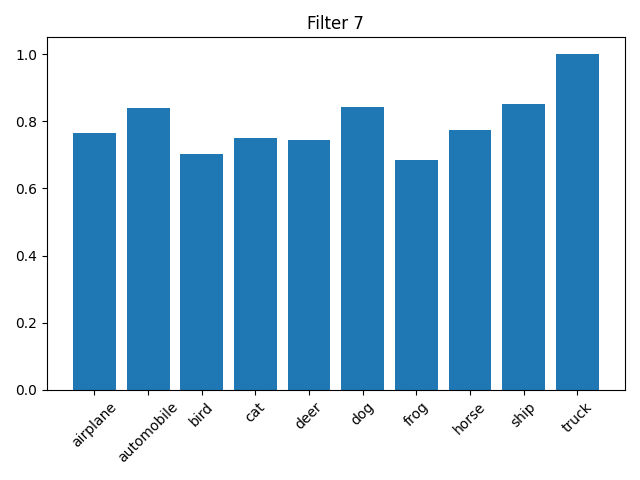 Filter 7
1.0
0.8
0.6
0.4
0.2
0.0
airplane
automobile
bird
cat
deer
dog
frog
horse
ship
truck